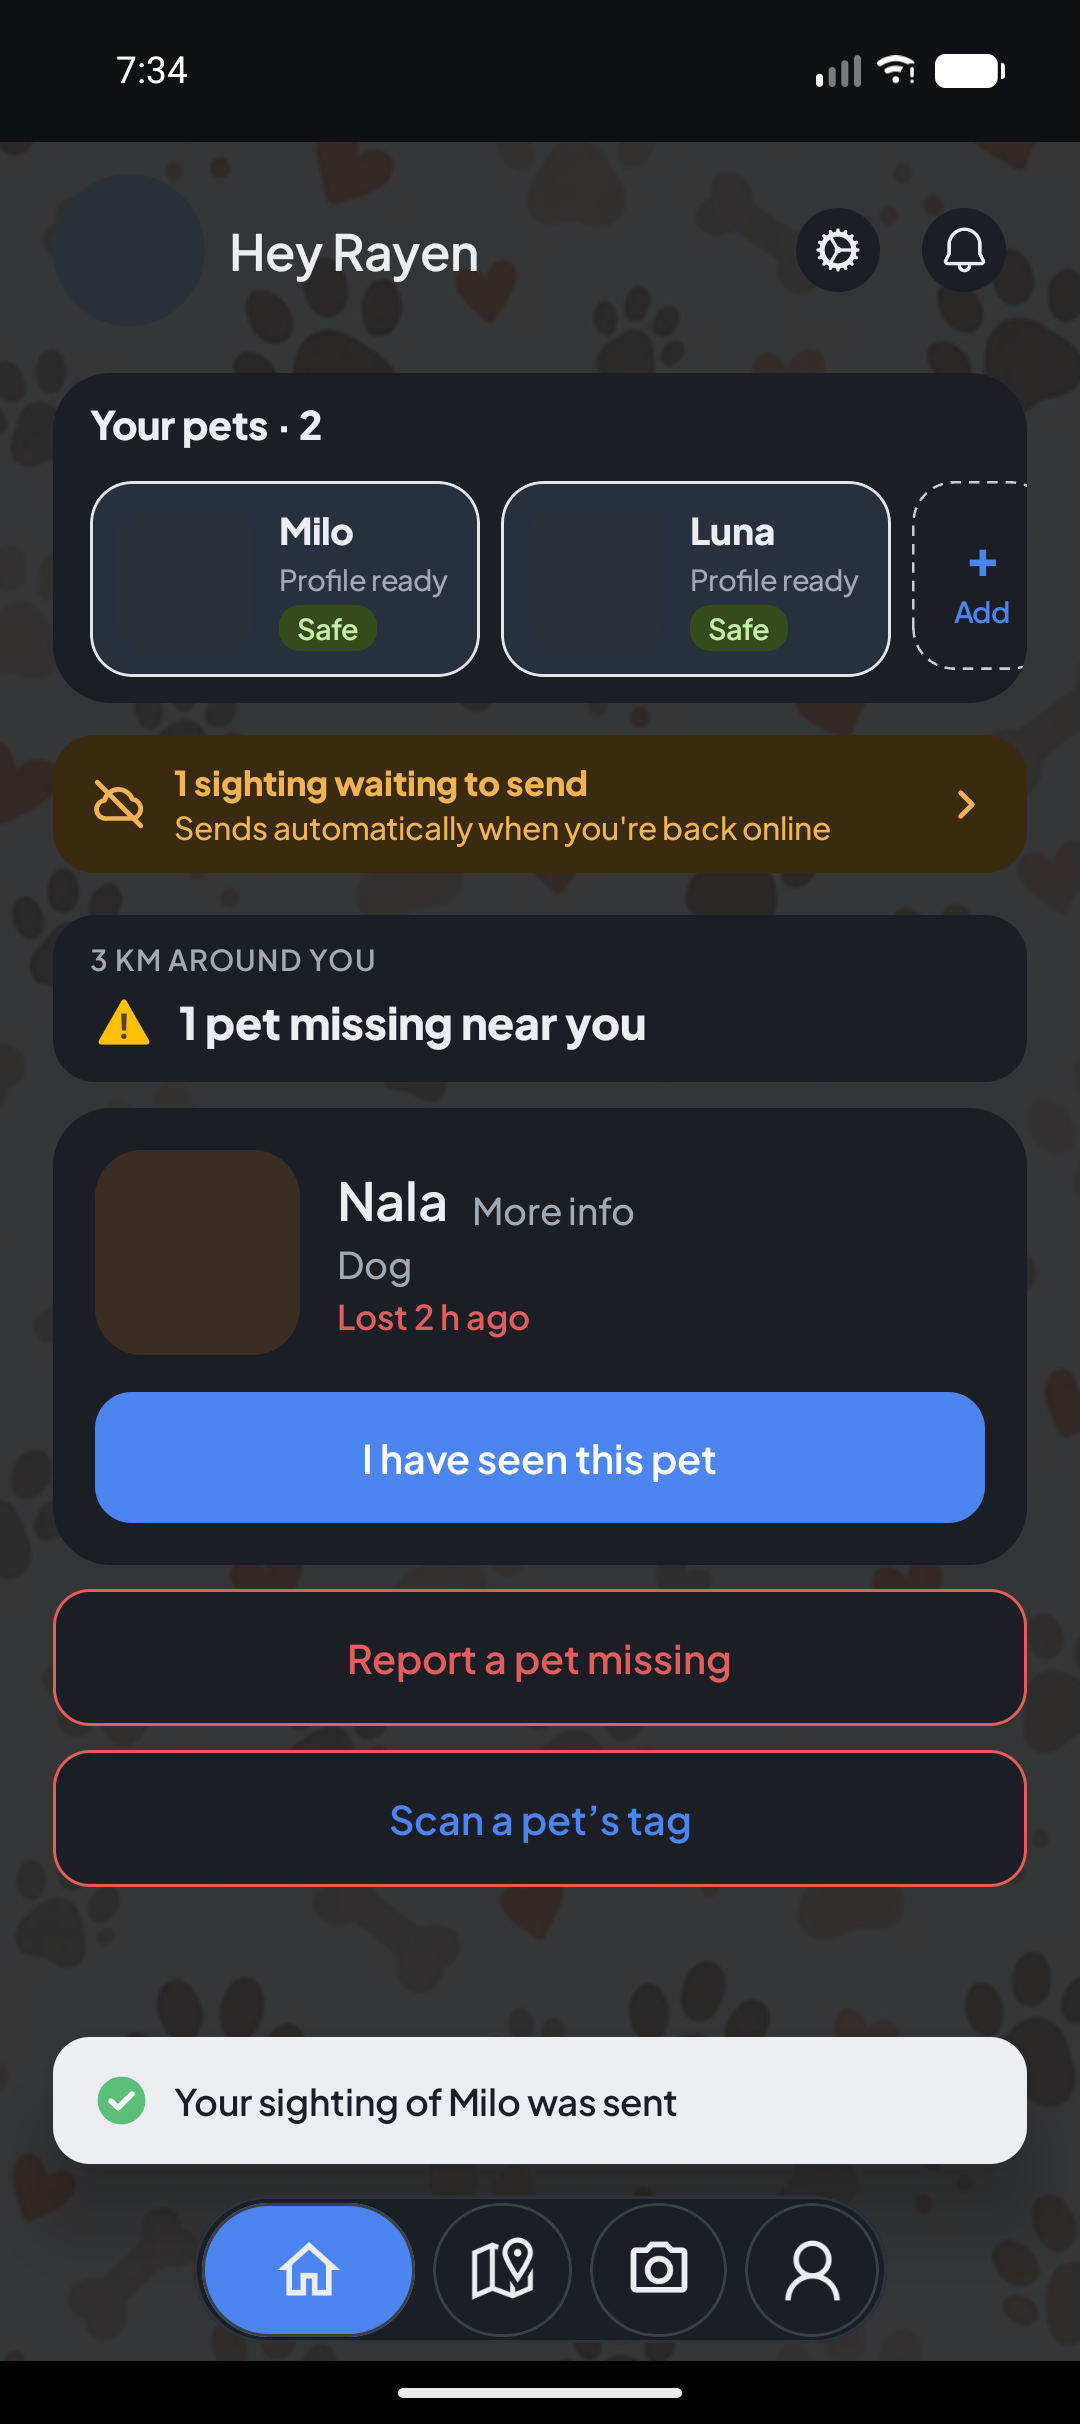 7:34
Hey Rayen
Your pets · 2
Milo
Profile ready
Safe
Luna
Profile ready
Safe
+
Add
1 sighting waiting to send
Sends automatically when you're back online
3 KM AROUND YOU
1 pet missing near you
Nala More info
Dog
Lost 2 h ago
I have seen this pet
Report a pet missing
Scan a pet’s tag
Your sighting of Milo was sent